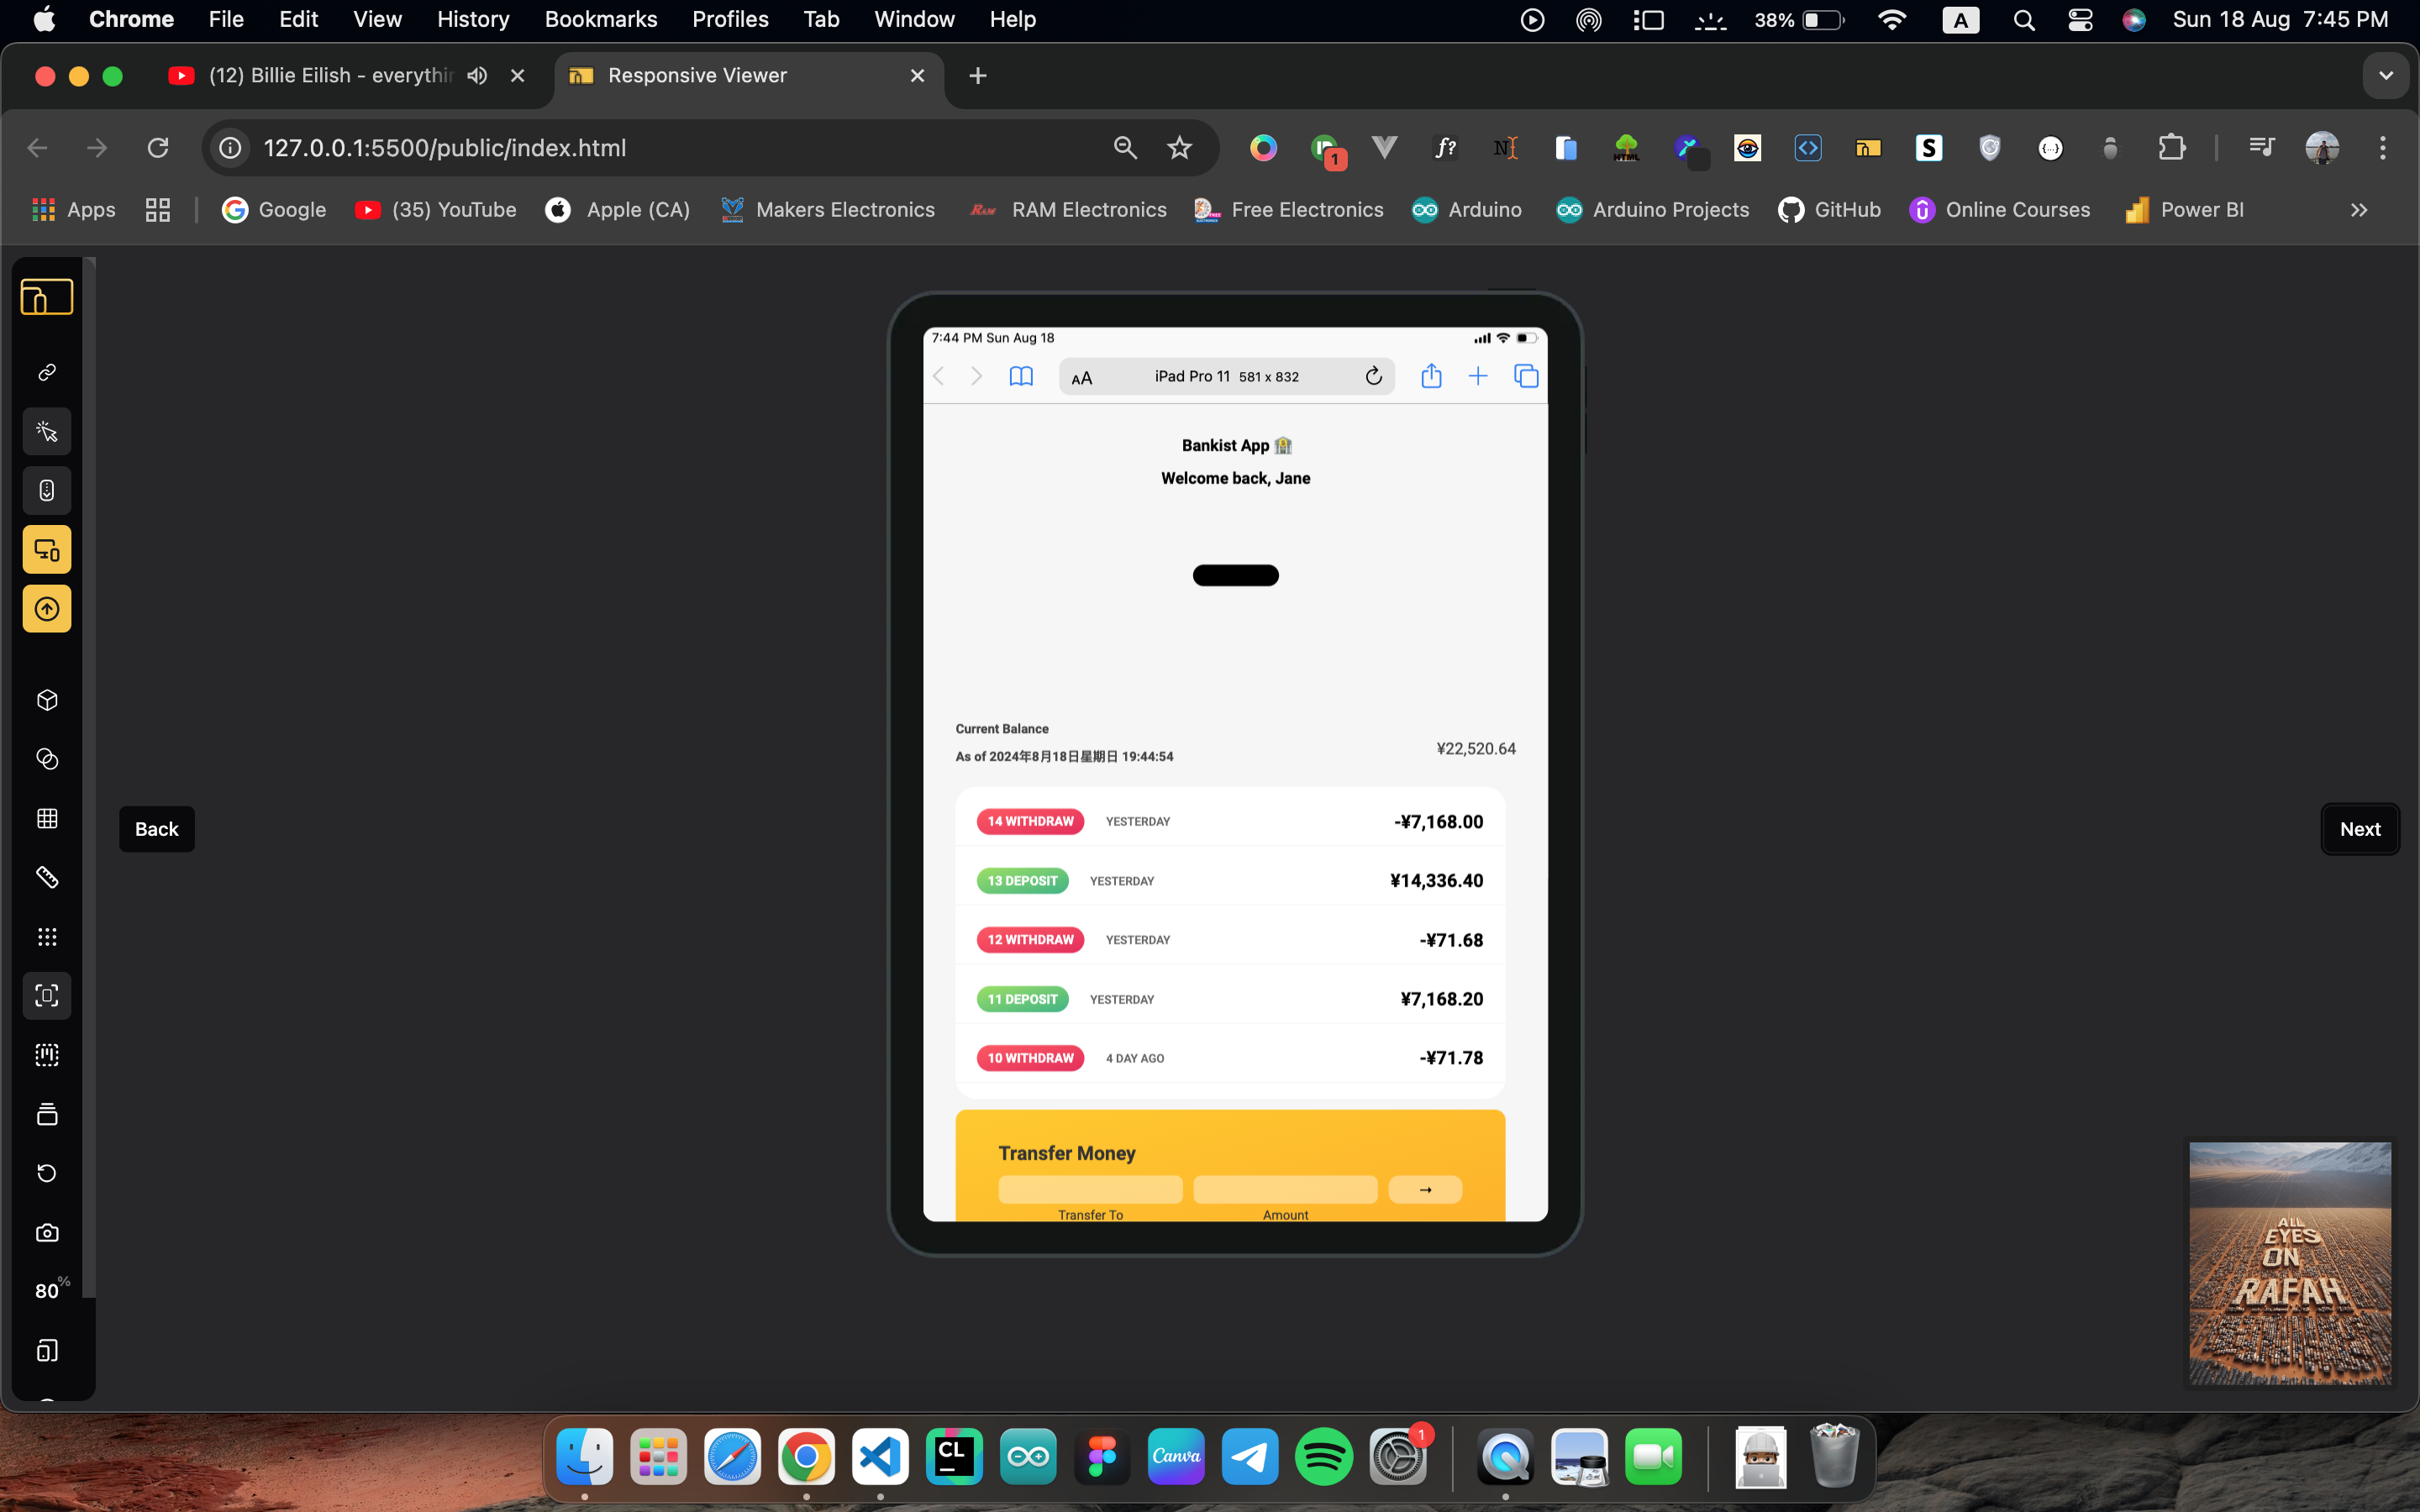 Chrome File Edit View History Bookmarks Profiles Tab Window Help 38% A Sun 18 Aug 7:45 PM
(12) Billie Eilish - everythin Responsive Viewer
127.0.0.1:5500/public/index.html 1 f? N S {...}
Apps Google (35) YouTube Apple (CA) Makers Electronics RAM RAM Electronics Free Electronics Arduino Arduino Projects GitHub Online Courses Power BI
7:44 PM Sun Aug 18
AA iPad Pro 11 581 x 832
Bankist App
Welcome back, Jane
Current Balance
As of 2024年8月18日星期日 19:44:54
¥22,520.64
14 WITHDRAW YESTERDAY -¥7,168.00
Back
Next
13 DEPOSIT YESTERDAY ¥14,336.40
12 WITHDRAW YESTERDAY -¥71.68
11 DEPOSIT YESTERDAY ¥7,168.20
10 WITHDRAW 4 DAY AGO -¥71.78
Transfer Money
→
Transfer To Amount
80%
ALL
EYES
ON
RAFAH
CL
Canva
1